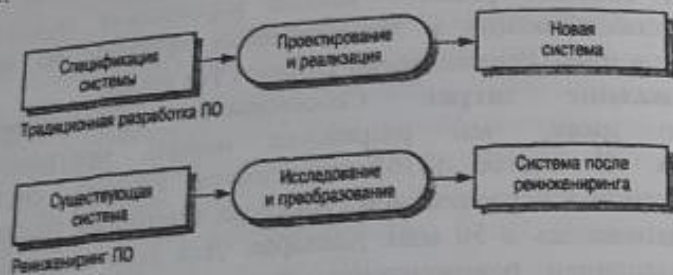 Спецификация
системы
Проектирование
и реализация
Новая
система
Традиционная разработка ПО
Существующая
система
Исследование
и преобразование
Система после
реинжениринга
Реинжениринг ПО